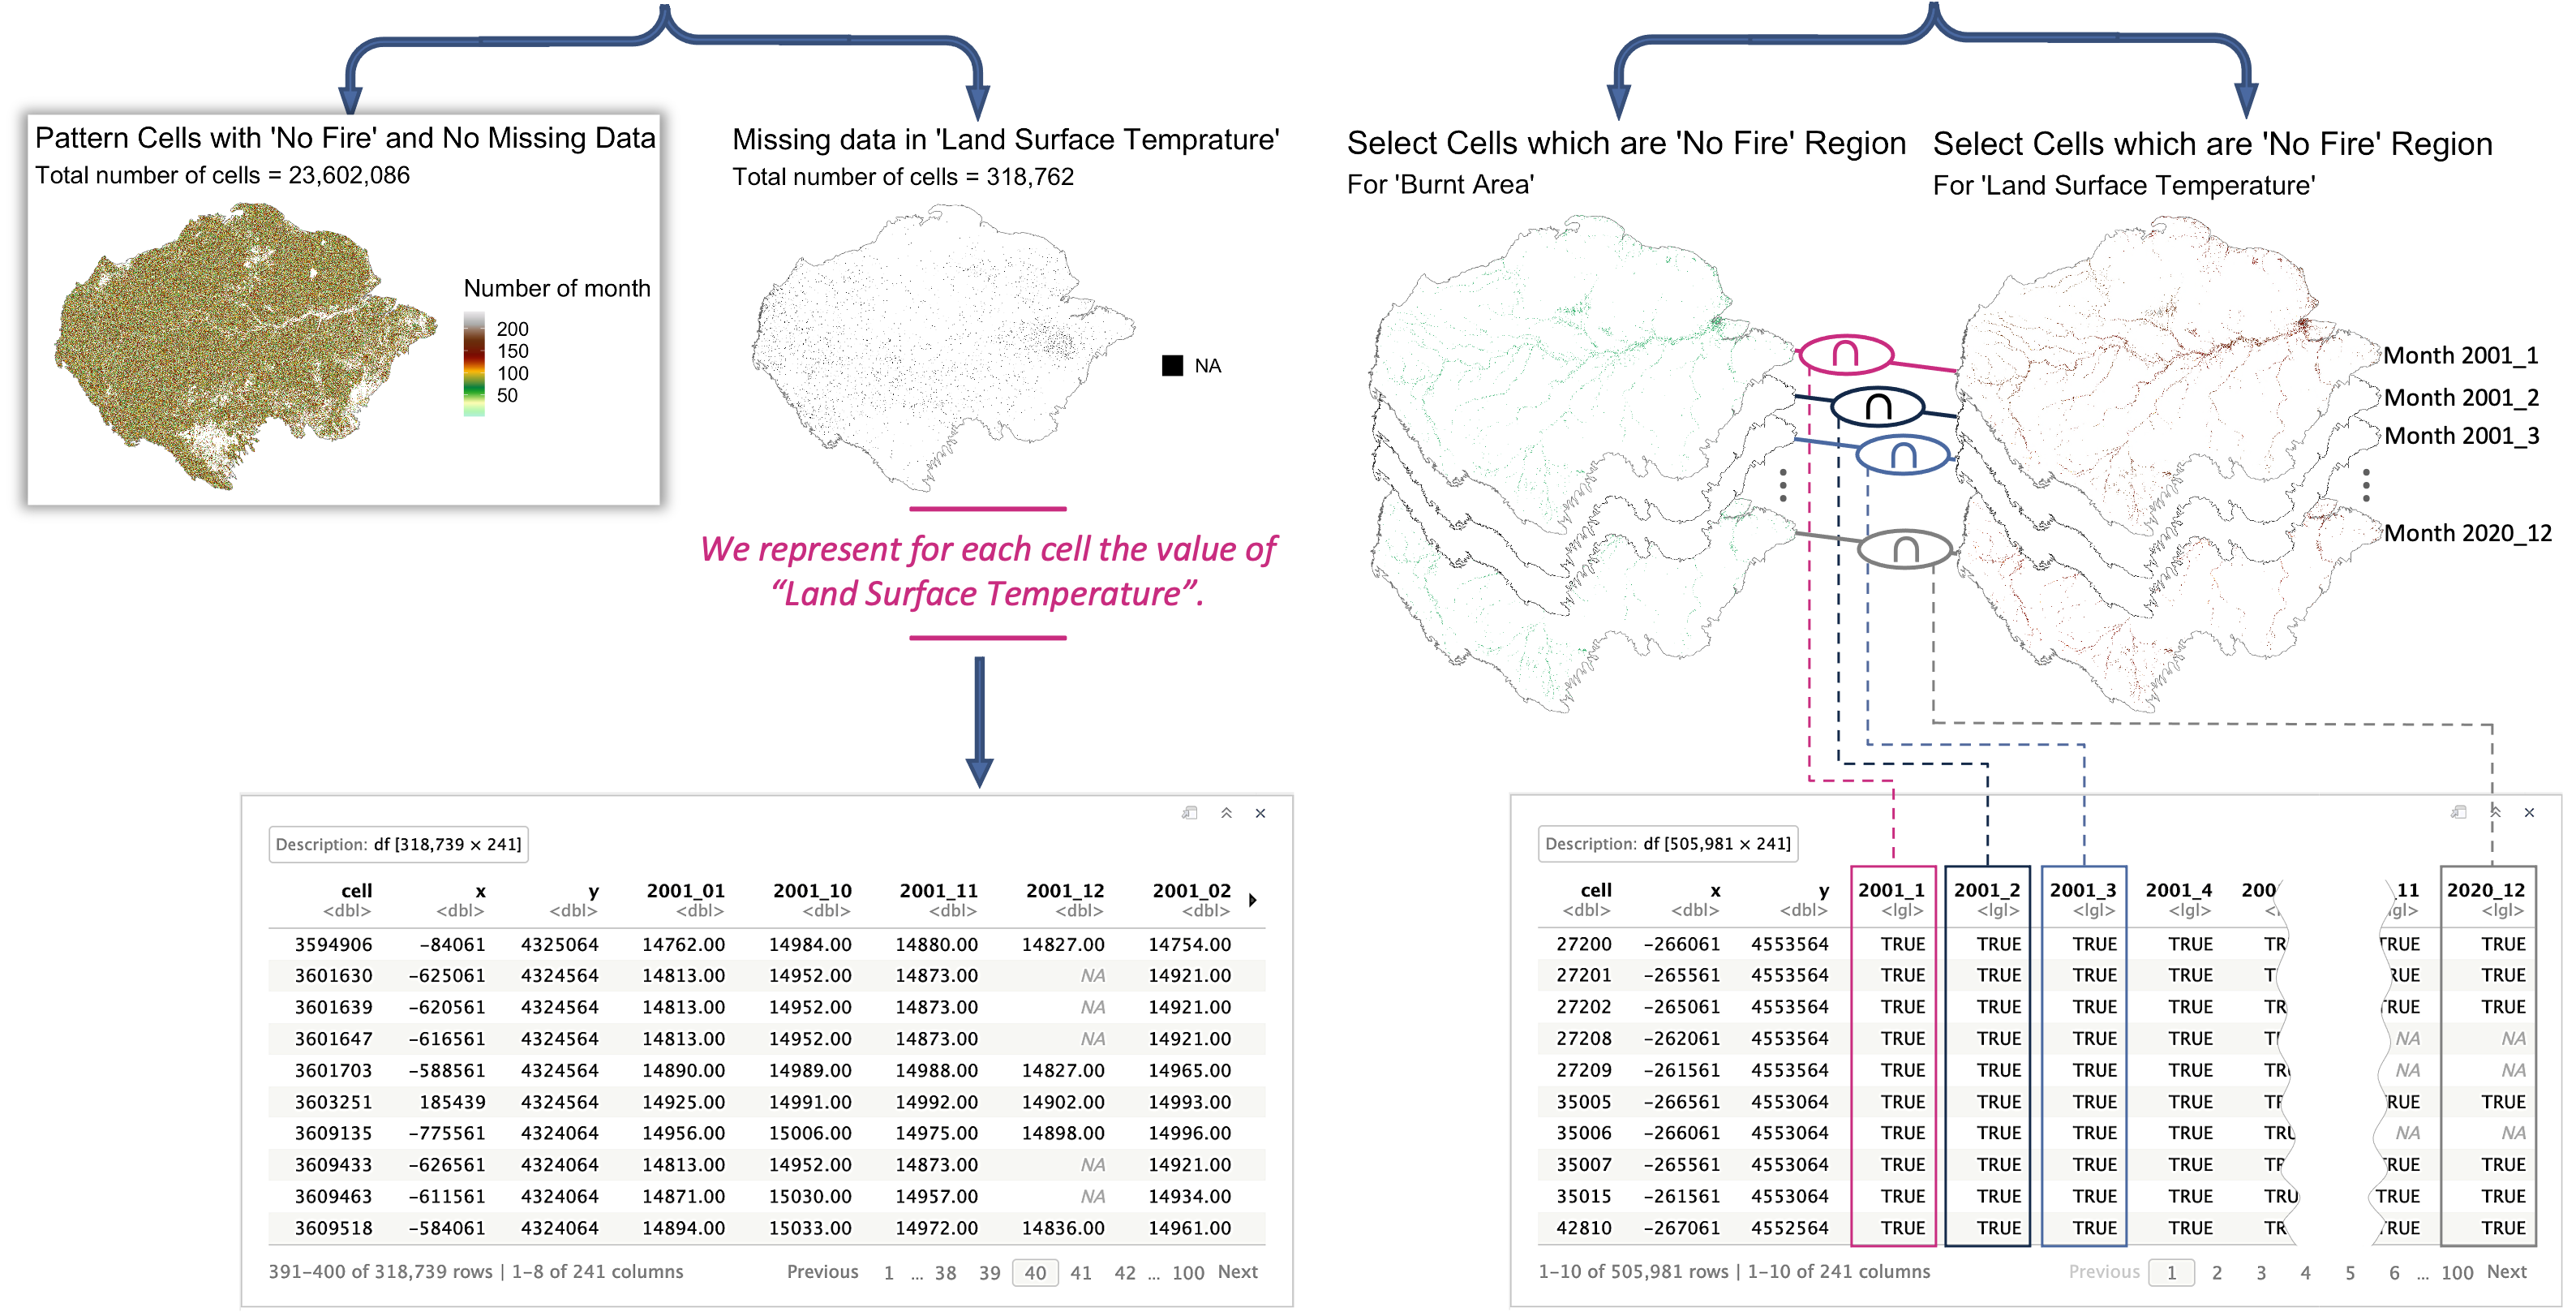 Pattern Cells with 'No Fire' and No Missing Data
Total number of cells = 23,602,086
Number of month
200
150
100
50
Missing data in 'Land Surface Temprature'
Total number of cells = 318,762
NA
We represent for each cell the value of
“Land Surface Temperature”.
Select Cells which are 'No Fire' Region
For 'Burnt Area'
Select Cells which are 'No Fire' Region
For 'Land Surface Temperature'
∩
∩
∩
∩
Month 2001_1
Month 2001_2
Month 2001_3
Month 2020_12
Description: df [318,739 × 241]
cell x y 2001_01 2001_10 2001_11 2001_12 2001_02
<dbl> <dbl> <dbl> <dbl> <dbl> <dbl> <dbl> <dbl>
3594906 -84061 4325064 14762.00 14984.00 14880.00 14827.00 14754.00
3601630 -625061 4324564 14813.00 14952.00 14873.00 NA 14921.00
3601639 -620561 4324564 14813.00 14952.00 14873.00 NA 14921.00
3601647 -616561 4324564 14813.00 14952.00 14873.00 NA 14921.00
3601703 -588561 4324564 14890.00 14989.00 14988.00 14827.00 14965.00
3603251 185439 4324564 14925.00 14991.00 14992.00 14902.00 14993.00
3609135 -775561 4324064 14956.00 15006.00 14975.00 14898.00 14996.00
3609433 -626561 4324064 14813.00 14952.00 14873.00 NA 14921.00
3609463 -611561 4324064 14871.00 15030.00 14957.00 NA 14934.00
3609518 -584061 4324064 14894.00 15033.00 14972.00 14836.00 14961.00
391-400 of 318,739 rows | 1-8 of 241 columns Previous 1 ... 38 39 40 41 42 ... 100 Next
Description: df [505,981 × 241]
cell x y 2001_1 2001_2 2001_3 2001_4 200 _11 2020_12
<dbl> <dbl> <dbl> <lgl> <lgl> <lgl> <lgl> <l lgl> <lgl>
27200 -266061 4553564 TRUE TRUE TRUE TRUE TR TRUE TRUE
27201 -265561 4553564 TRUE TRUE TRUE TRUE T RUE TRUE
27202 -265061 4553564 TRUE TRUE TRUE TRUE TR TRUE TRUE
27208 -262061 4553564 TRUE TRUE TRUE TRUE T NA NA
27209 -261561 4553564 TRUE TRUE TRUE TRUE TR NA NA
35005 -266561 4553064 TRUE TRUE TRUE TRUE TR RUE TRUE
35006 -266061 4553064 TRUE TRUE TRUE TRUE TRU NA NA
35007 -265561 4553064 TRUE TRUE TRUE TRUE TR RUE TRUE
35015 -261561 4553064 TRUE TRUE TRUE TRUE TRU TRUE TRUE
42810 -267061 4552564 TRUE TRUE TRUE TRUE TR TRUE TRUE
1-10 of 505,981 rows | 1-10 of 241 columns Previous 1 2 3 4 5 6 ... 100 Next